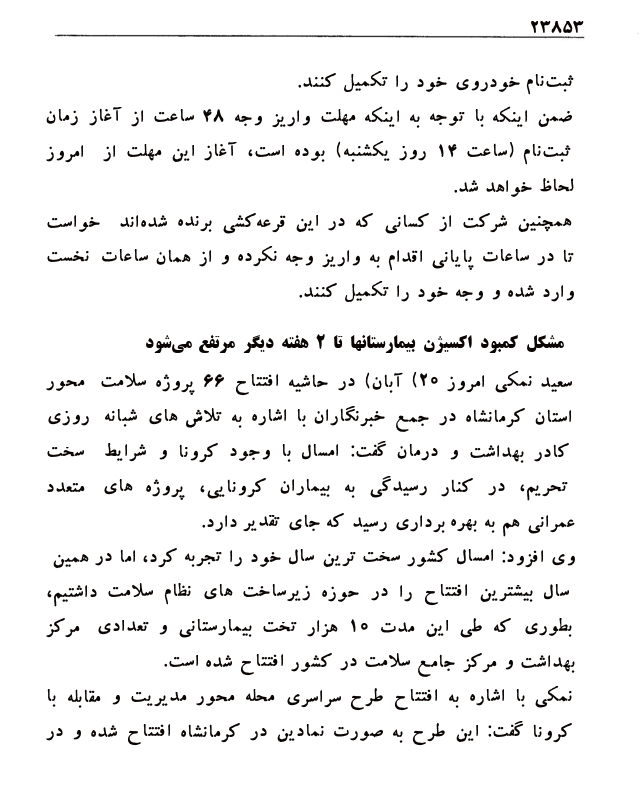 ۲۳۸۵۳
ثبت‌نام خودروی خود را تکمیل کنند.
ضمن اینکه با توجه به اینکه مهلت واریز وجه ۴۸ ساعت از آغاز زمان
ثبت‌نام (ساعت ۱۴ روز یکشنبه) بوده است، آغاز این مهلت از امروز
لحاظ خواهد شد.
همچنین شرکت از کسانی که در این قرعه‌کشی برنده شده‌اند خواست
تا در ساعات پایانی اقدام به واریز وجه نکرده و از همان ساعات نخست
وارد شده و وجه خود را تکمیل کنند.
مشکل کمبود اکسیژن بیمارستانها تا ۲ هفته دیگر مرتفع می‌شود
سعید نمکی امروز ۲۰) آبان) در حاشیه افتتاح ۶۶ پروژه سلامت محور
استان کرمانشاه در جمع خبرنگاران با اشاره به تلاش های شبانه روزی
کادر بهداشت و درمان گفت: امسال با وجود کرونا و شرایط سخت
تحریم، در کنار رسیدگی به بیماران کرونایی، پروژه های متعدد
عمرانی هم به بهره برداری رسید که جای تقدیر دارد.
وی افزود: امسال کشور سخت ترین سال خود را تجربه کرد، اما در همین
سال بیشترین افتتاح را در حوزه زیرساخت های نظام سلامت داشتیم،
بطوری که طی این مدت ۱۰ هزار تخت بیمارستانی و تعدادی مرکز
بهداشت و مرکز جامع سلامت در کشور افتتاح شده است.
نمکی با اشاره به افتتاح طرح سراسری محله محور مدیریت و مقابله با
کرونا گفت: این طرح به صورت نمادین در کرمانشاه افتتاح شده و در